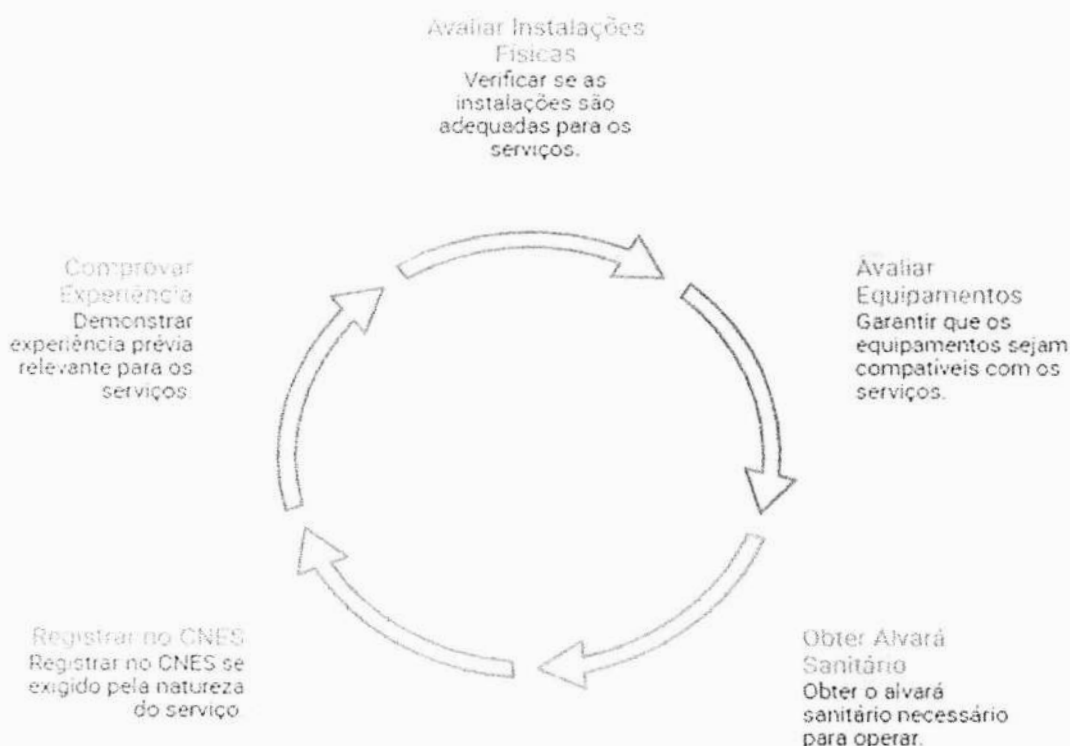 Avaliar Instalações
Físicas
Verificar se as
instalações são
adequadas para os
serviços.
Avaliar
Equipamentos
Garantir que os
equipamentos sejam
compatíveis com os
serviços.
Obter Alvará
Sanitário
Obter o alvará
sanitário necessário
para operar.
Registrar no CNES
Registrar no CNES se
exigido pela natureza
do serviço.
Comprovar
Experiência
Demonstrar
experiência prévia
relevante para os
serviços.